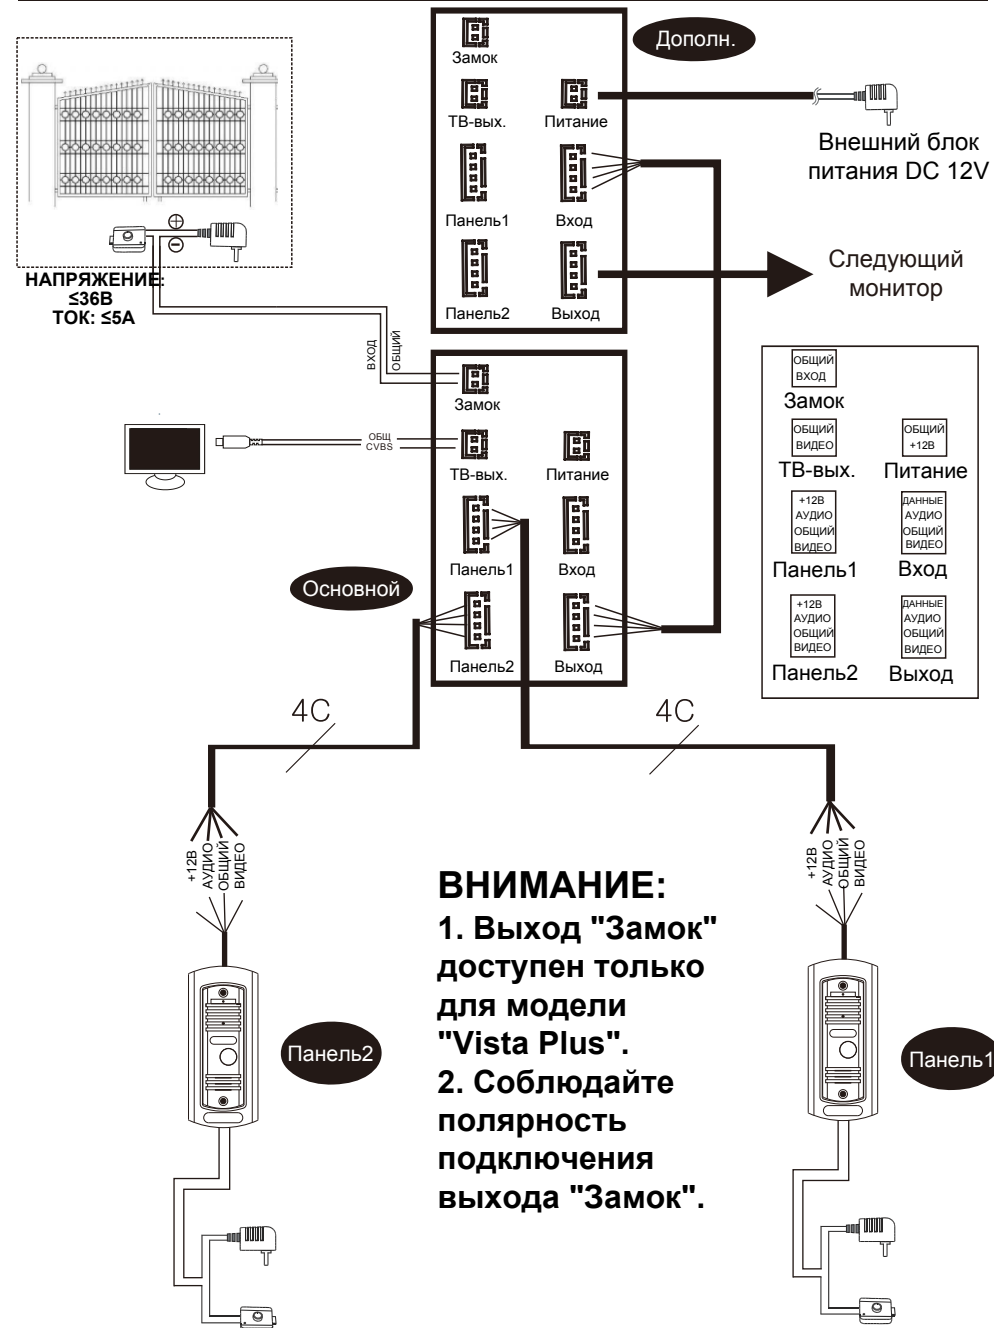 Замок
Дополн.
ТВ-вых.
Питание
Внешний блок
питания DC 12V
Панель1
Вход
НАПРЯЖЕНИЕ:
≤36В
ТОК: ≤5А
Панель2
Выход
Следующий
монитор
ВХОД
ОБЩИЙ
Замок
ОБЩ
CVBS
ТВ-вых.
Питание
Панель1
Вход
Основной
Панель2
Выход
ОБЩИЙ
ВХОД
Замок
ОБЩИЙ
ВИДЕО
ТВ-вых.
ОБЩИЙ
+12В
Питание
+12В
АУДИО
ОБЩИЙ
ВИДЕО
Панель1
ДАННЫЕ
АУДИО
ОБЩИЙ
ВИДЕО
Вход
+12В
АУДИО
ОБЩИЙ
ВИДЕО
Панель2
ДАННЫЕ
АУДИО
ОБЩИЙ
ВИДЕО
Выход
4C
4C
+12В
АУДИО
ОБЩИЙ
ВИДЕО
+12В
АУДИО
ОБЩИЙ
ВИДЕО
ВНИМАНИЕ:
1. Выход "Замок"
доступен только
для модели
"Vista Plus".
2. Соблюдайте
полярность
подключения
выхода "Замок".
Панель2
Панель1